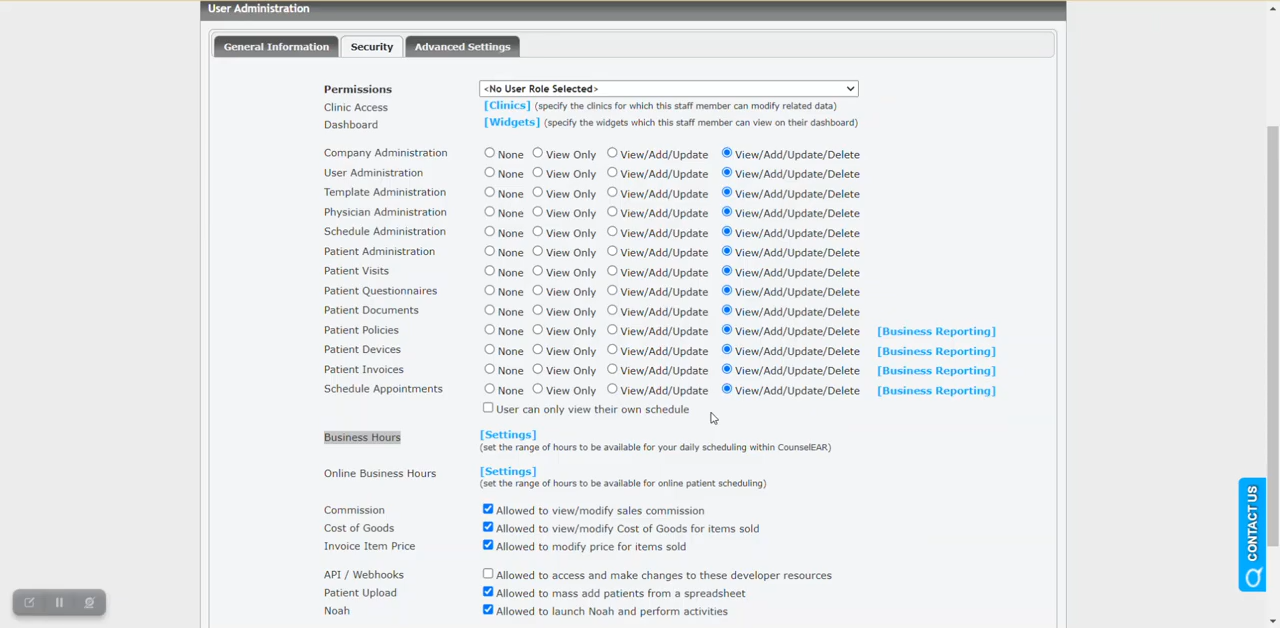 User Administration
General Information Security Advanced Settings
Permissions <No User Role Selected>
Clinic Access [Clinics] (specify the clinics for which this staff member can modify related data)
Dashboard [Widgets] (specify the widgets which this staff member can view on their dashboard)
Company Administration None View Only View/Add/Update View/Add/Update/Delete
User Administration None View Only View/Add/Update View/Add/Update/Delete
Template Administration None View Only View/Add/Update View/Add/Update/Delete
Physician Administration None View Only View/Add/Update View/Add/Update/Delete
Schedule Administration None View Only View/Add/Update View/Add/Update/Delete
Patient Administration None View Only View/Add/Update View/Add/Update/Delete
Patient Visits None View Only View/Add/Update View/Add/Update/Delete
Patient Questionnaires None View Only View/Add/Update View/Add/Update/Delete
Patient Documents None View Only View/Add/Update View/Add/Update/Delete
Patient Policies None View Only View/Add/Update View/Add/Update/Delete [Business Reporting]
Patient Devices None View Only View/Add/Update View/Add/Update/Delete [Business Reporting]
Patient Invoices None View Only View/Add/Update View/Add/Update/Delete [Business Reporting]
Schedule Appointments None View Only View/Add/Update View/Add/Update/Delete [Business Reporting]
User can only view their own schedule
Business Hours [Settings]
(set the range of hours to be available for your daily scheduling within CounselEAR)
Online Business Hours [Settings]
(set the range of hours to be available for online patient scheduling)
Commission Allowed to view/modify sales commission
Cost of Goods Allowed to view/modify Cost of Goods for items sold
Invoice Item Price Allowed to modify price for items sold
API / Webhooks Allowed to access and make changes to these developer resources
Patient Upload Allowed to mass add patients from a spreadsheet
Noah Allowed to launch Noah and perform activities
CONTACT US